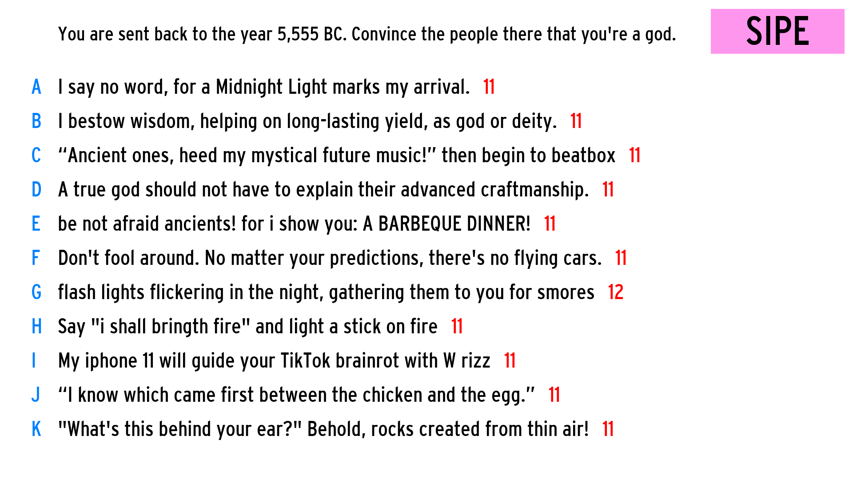 You are sent back to the year 5,555 BC. Convince the people there that you're a god.
SIPE
A I say no word, for a Midnight Light marks my arrival. 11
B I bestow wisdom, helping on long-lasting yield, as god or deity. 11
C “Ancient ones, heed my mystical future music!” then begin to beatbox 11
D A true god should not have to explain their advanced craftmanship. 11
E be not afraid ancients! for i show you: A BARBEQUE DINNER! 11
F Don't fool around. No matter your predictions, there's no flying cars. 11
G flash lights flickering in the night, gathering them to you for smores 12
H Say "i shall bringth fire" and light a stick on fire 11
I My iphone 11 will guide your TikTok brainrot with W rizz 11
J “I know which came first between the chicken and the egg.” 11
K "What's this behind your ear?" Behold, rocks created from thin air! 11